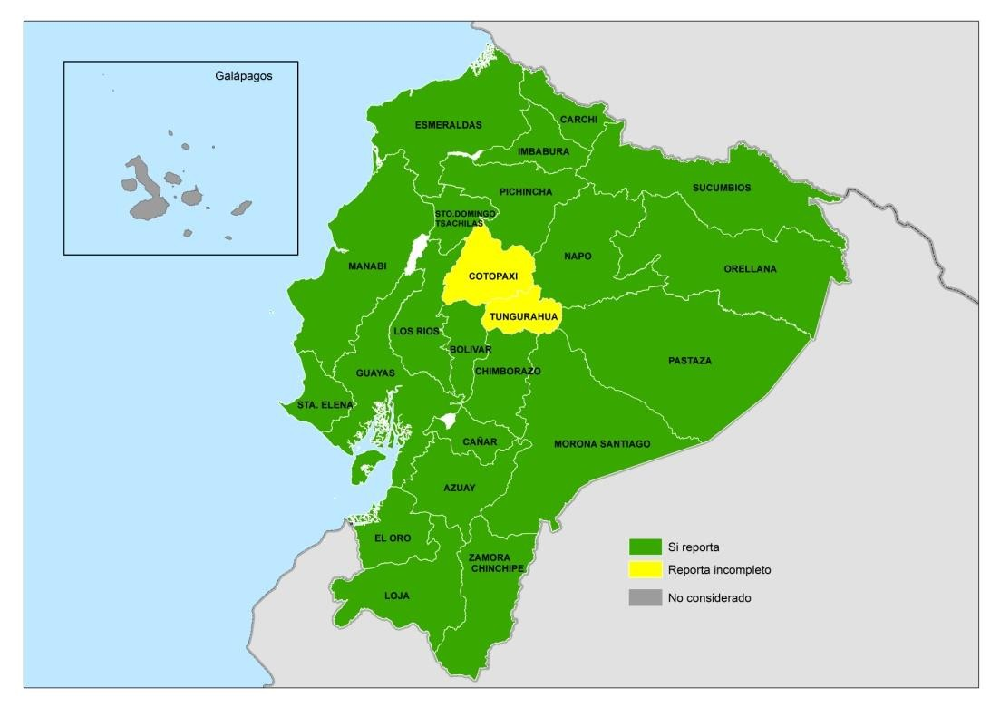 Galápagos
ESMERALDAS
CARCHI
IMBABURA
SUCUMBIOS
PICHINCHA
STO.DOMINGO
TSACHILAS
NAPO
MANABI
COTOPAXI
ORELLANA
TUNGURAHUA
LOS RIOS
BOLIVAR
PASTAZA
GUAYAS
CHIMBORAZO
STA. ELENA
CAÑAR
MORONA SANTIAGO
AZUAY
EL ORO
ZAMORA
CHINCHIPE
LOJA
Si reporta
Reporta incompleto
No considerado